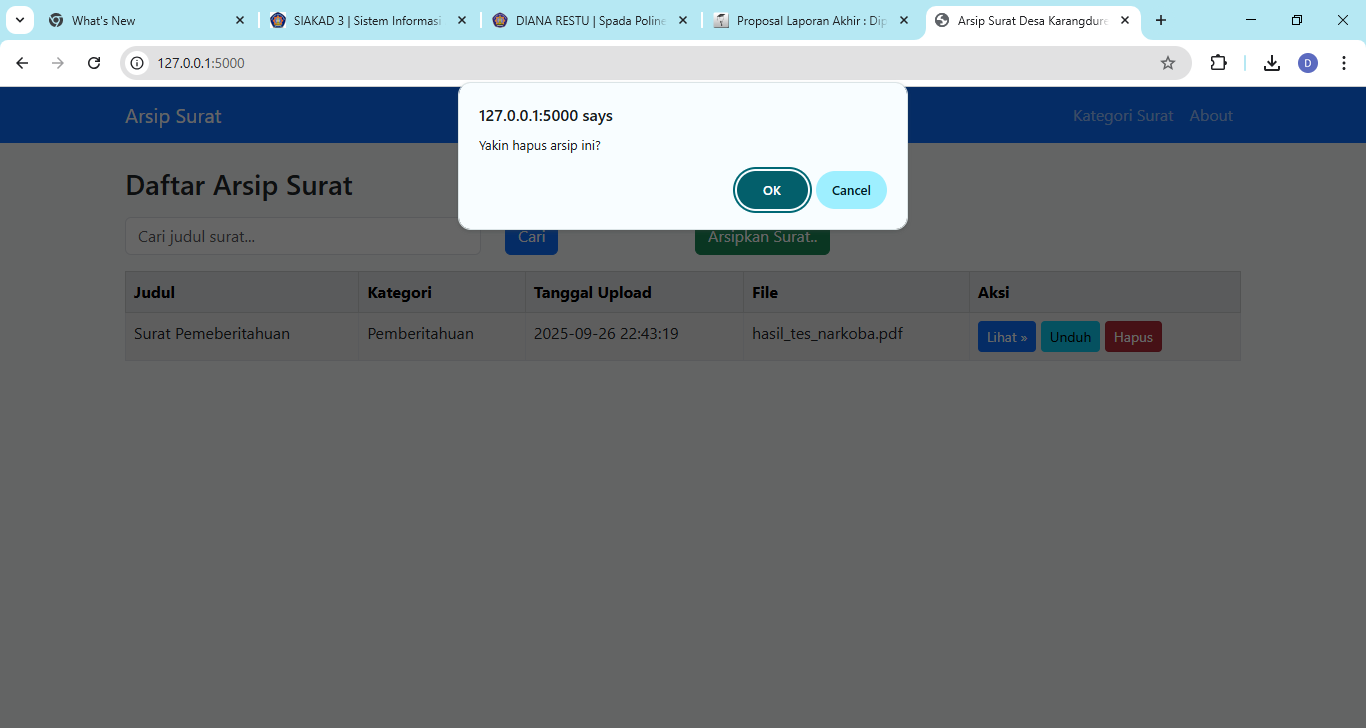 What's New
SIAKAD 3 | Sistem Informasi
DIANA RESTU | Spada Poline
Proposal Laporan Akhir : Dip
Arsip Surat Desa Karangdure
127.0.0.1:5000
D
Arsip Surat
Kategori Surat
About
127.0.0.1:5000 says
Yakin hapus arsip ini?
OK
Cancel
Daftar Arsip Surat
Cari judul surat...
Cari
Arsipkan Surat..
Judul Kategori Tanggal Upload File Aksi
Surat Pemeberitahuan Pemberitahuan 2025-09-26 22:43:19 hasil_tes_narkoba.pdf Lihat » Unduh Hapus